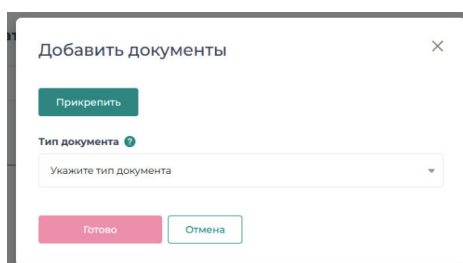 Добавить документы
Прикрепить
Тип документа ?
Укажите тип документа
Готово
Отмена